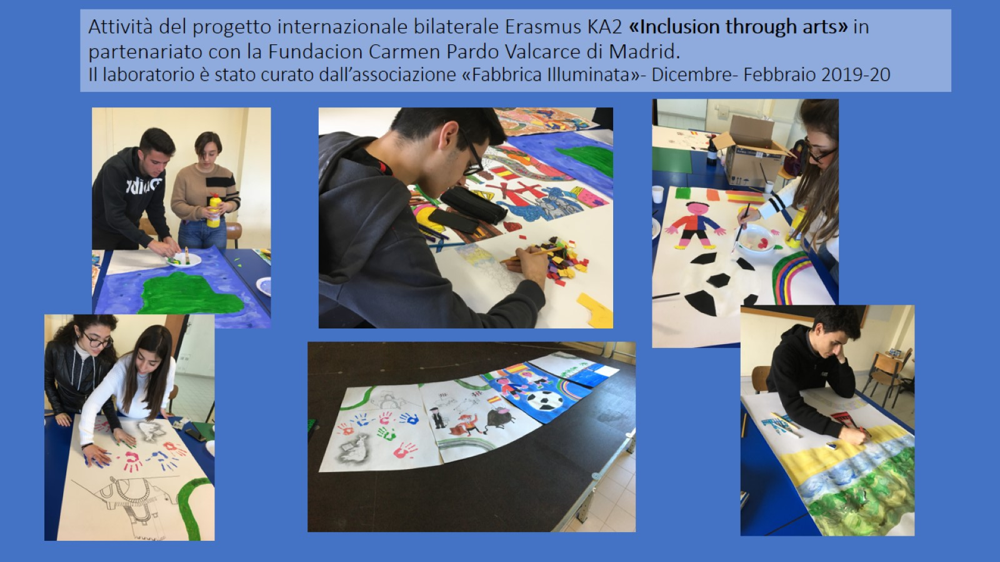 Attività del progetto internazionale bilaterale Erasmus KA2 «Inclusion through arts» in
partenariato con la Fundacion Carmen Pardo Valcarce di Madrid.
Il laboratorio è stato curato dall’associazione «Fabbrica Illuminata»- Dicembre- Febbraio 2019-20